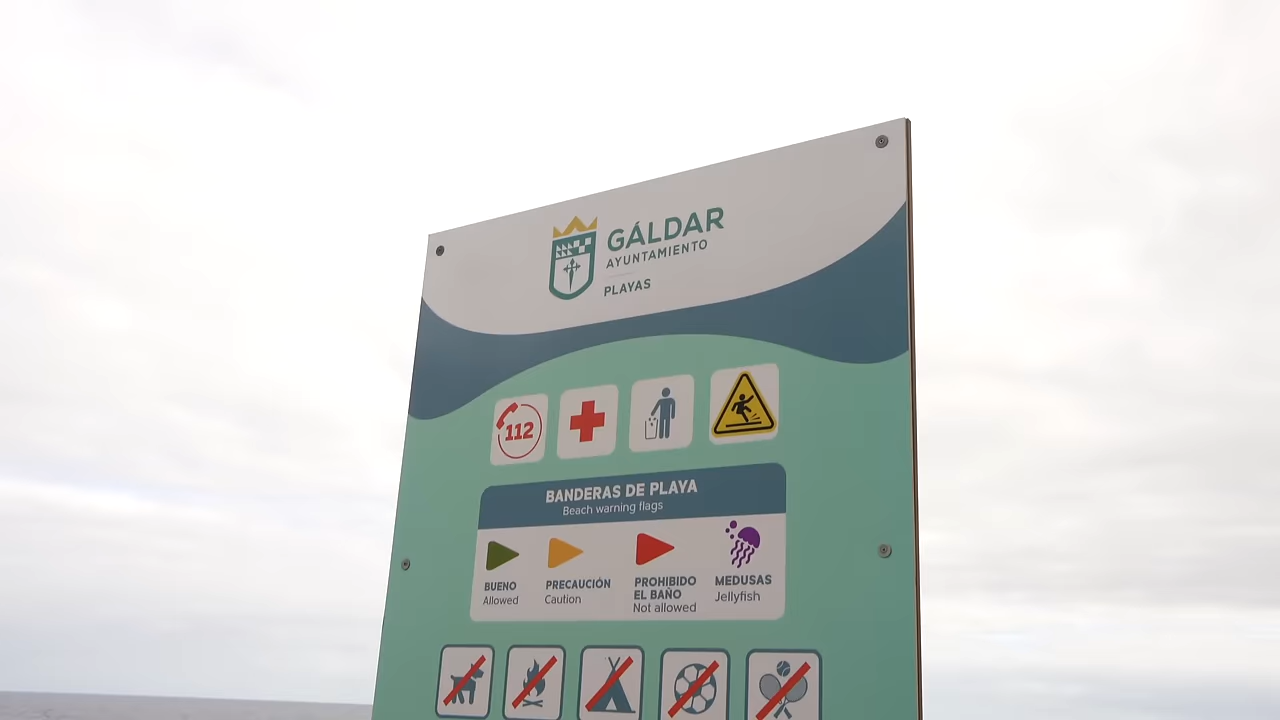 GÁLDAR
AYUNTAMIENTO
PLAYAS
112
BANDERAS DE PLAYA
Beach warning flags
BUENO
Allowed
PRECAUCIÓN
Caution
PROHIBIDO
EL BAÑO
Not allowed
MEDUSAS
Jellyfish